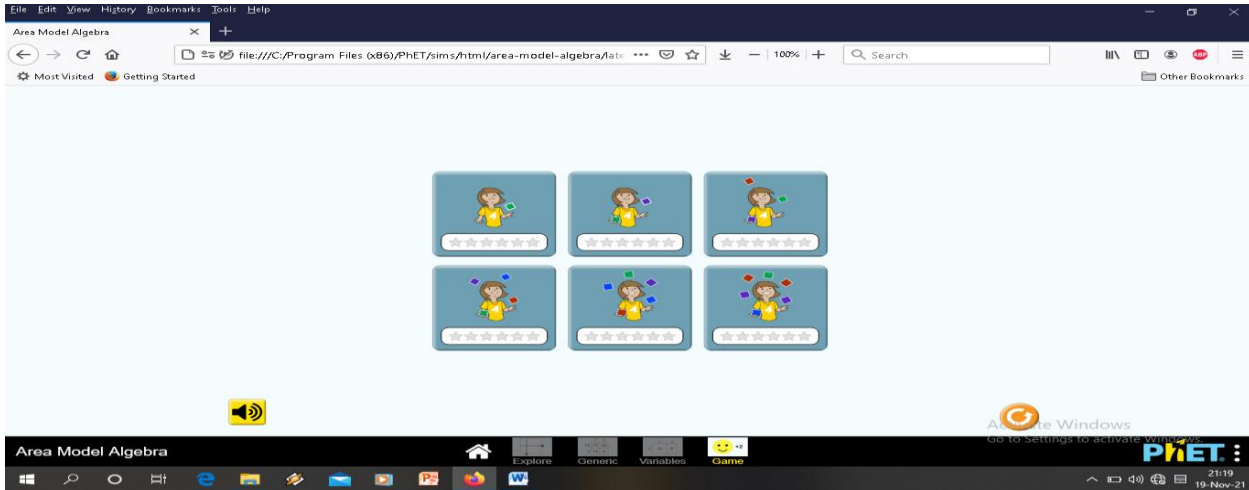 File Edit View History Bookmarks Tools Help
Area Model Algebra
file:///C:/Program Files (x86)/PhET/sims/html/area-model-algebra/late
100%
Search
Most Visited
Getting Started
Other Bookmarks
ABP
Activate Windows
Go to Settings to activate Windows.
Area Model Algebra
Explore
Generic
Variables
Game
PhET
21:19
19-Nov-21